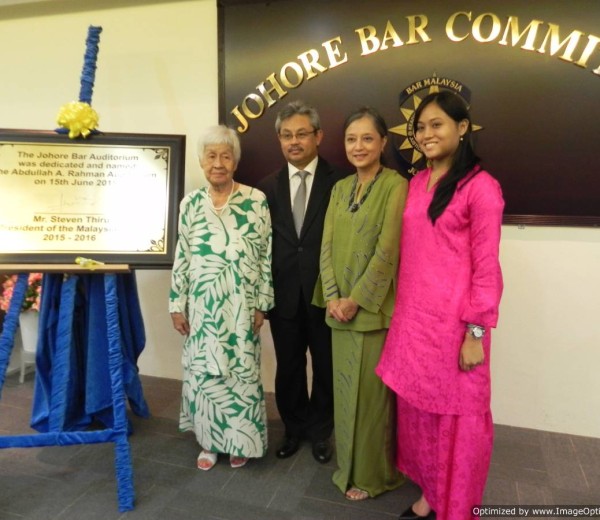 JOHORE BAR COMMI
BAR MALAYSIA
The Johore Bar Auditorium
was dedicated and named
he Abdullah A. Rahman
on 15th June
Mr. Steven Thiru
resident of the Malays
2015 - 2016
Optimized by www.ImageOpti